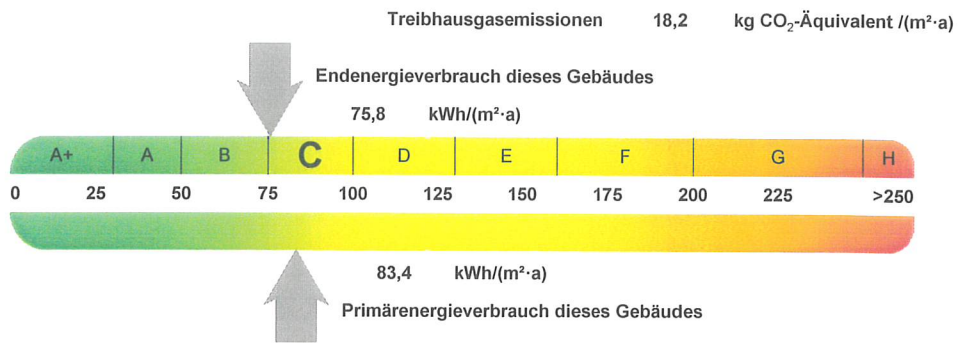 Treibhausgasemissionen 18,2 kg CO₂-Äquivalent /(m²·a)
Endenergieverbrauch dieses Gebäudes
75,8 kWh/(m²·a)
A+ A B C D E F G H
0 25 50 75 100 125 150 175 200 225 >250
83,4 kWh/(m²·a)
Primärenergieverbrauch dieses Gebäudes